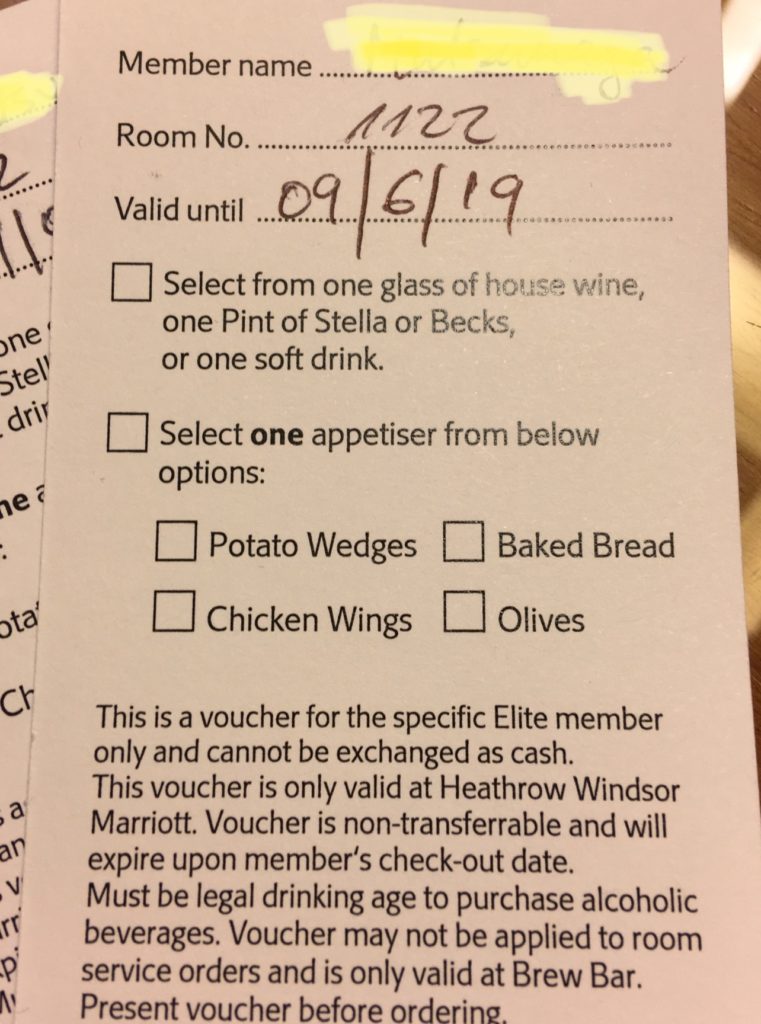 Member name
Room No. 1122
Valid until 09/6/19
Select from one glass of house wine,
one Pint of Stella or Becks,
or one soft drink.
Select one appetiser from below
options:
Potato Wedges Baked Bread
Chicken Wings Olives
This is a voucher for the specific Elite member
only and cannot be exchanged as cash.
This voucher is only valid at Heathrow Windsor
Marriott. Voucher is non-transferrable and will
expire upon member's check-out date.
Must be legal drinking age to purchase alcoholic
beverages. Voucher may not be applied to room
service orders and is only valid at Brew Bar.
Present voucher before ordering.